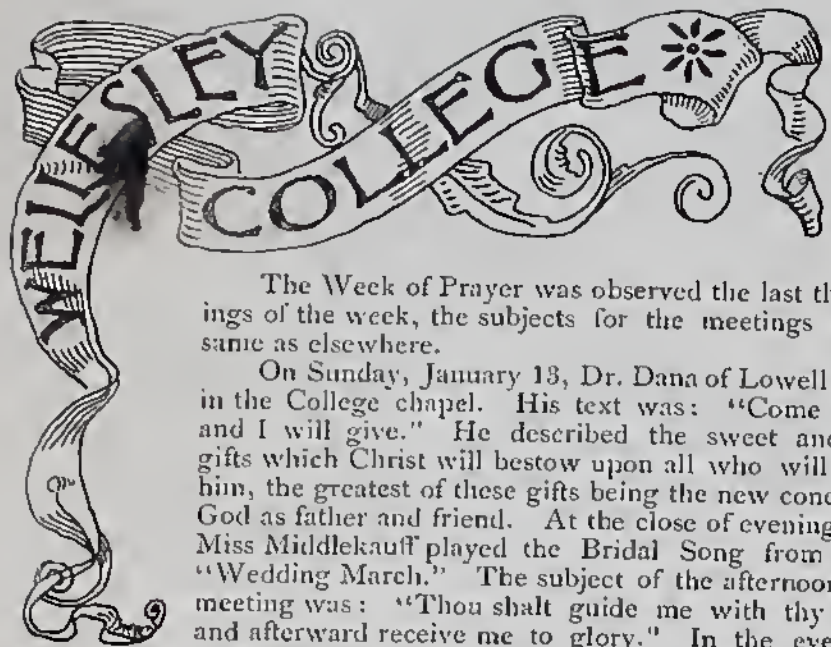 WELLESLEY COLLEGE
The Week of Prayer was observed the last th
ings of the week, the subjects for the meetings
same as elsewhere.
On Sunday, January 13, Dr. Dana of Lowell
in the College chapel. His text was: "Come
and I will give." He described the sweet and
gifts which Christ will bestow upon all who will
him, the greatest of these gifts being the new conc
God as father and friend. At the close of evening
Miss Middlekauff played the Bridal Song from
"Wedding March." The subject of the afternoon
meeting was: "Thou shalt guide me with thy
and afterward receive me to glory." In the eve